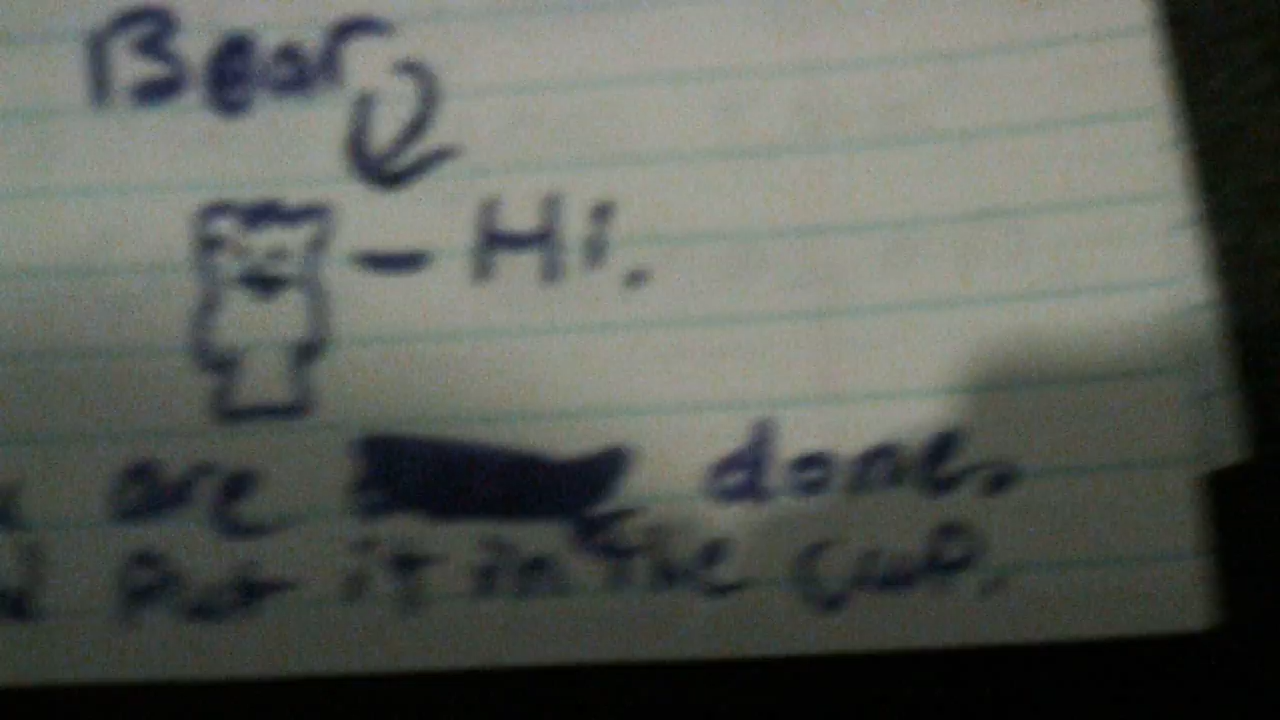 Bear
- Hi.
are done.
Put it in the cup.